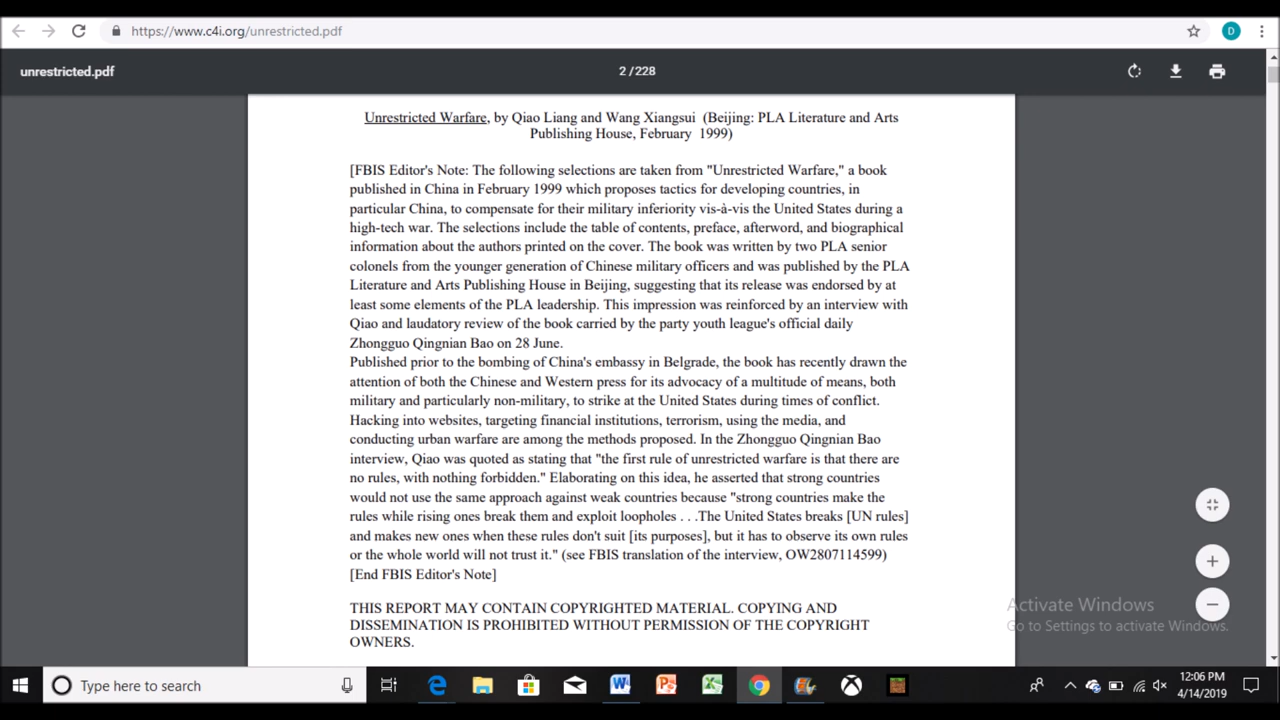 https://www.c4i.org/unrestricted.pdf
D
unrestricted.pdf
2 / 228
Unrestricted Warfare, by Qiao Liang and Wang Xiangsui (Beijing: PLA Literature and Arts
Publishing House, February 1999)
[FBIS Editor's Note: The following selections are taken from "Unrestricted Warfare," a book
published in China in February 1999 which proposes tactics for developing countries, in
particular China, to compensate for their military inferiority vis-à-vis the United States during a
high-tech war. The selections include the table of contents, preface, afterword, and biographical
information about the authors printed on the cover. The book was written by two PLA senior
colonels from the younger generation of Chinese military officers and was published by the PLA
Literature and Arts Publishing House in Beijing, suggesting that its release was endorsed by at
least some elements of the PLA leadership. This impression was reinforced by an interview with
Qiao and laudatory review of the book carried by the party youth league's official daily
Zhongguo Qingnian Bao on 28 June.
Published prior to the bombing of China's embassy in Belgrade, the book has recently drawn the
attention of both the Chinese and Western press for its advocacy of a multitude of means, both
military and particularly non-military, to strike at the United States during times of conflict.
Hacking into websites, targeting financial institutions, terrorism, using the media, and
conducting urban warfare are among the methods proposed. In the Zhongguo Qingnian Bao
interview, Qiao was quoted as stating that "the first rule of unrestricted warfare is that there are
no rules, with nothing forbidden." Elaborating on this idea, he asserted that strong countries
would not use the same approach against weak countries because "strong countries make the
rules while rising ones break them and exploit loopholes . . .The United States breaks [UN rules]
and makes new ones when these rules don't suit [its purposes], but it has to observe its own rules
or the whole world will not trust it." (see FBIS translation of the interview, OW2807114599)
[End FBIS Editor's Note]
THIS REPORT MAY CONTAIN COPYRIGHTED MATERIAL. COPYING AND
DISSEMINATION IS PROHIBITED WITHOUT PERMISSION OF THE COPYRIGHT
OWNERS.
Activate Windows
Go to Settings to activate Windows.
Type here to search
12:06 PM
4/14/2019